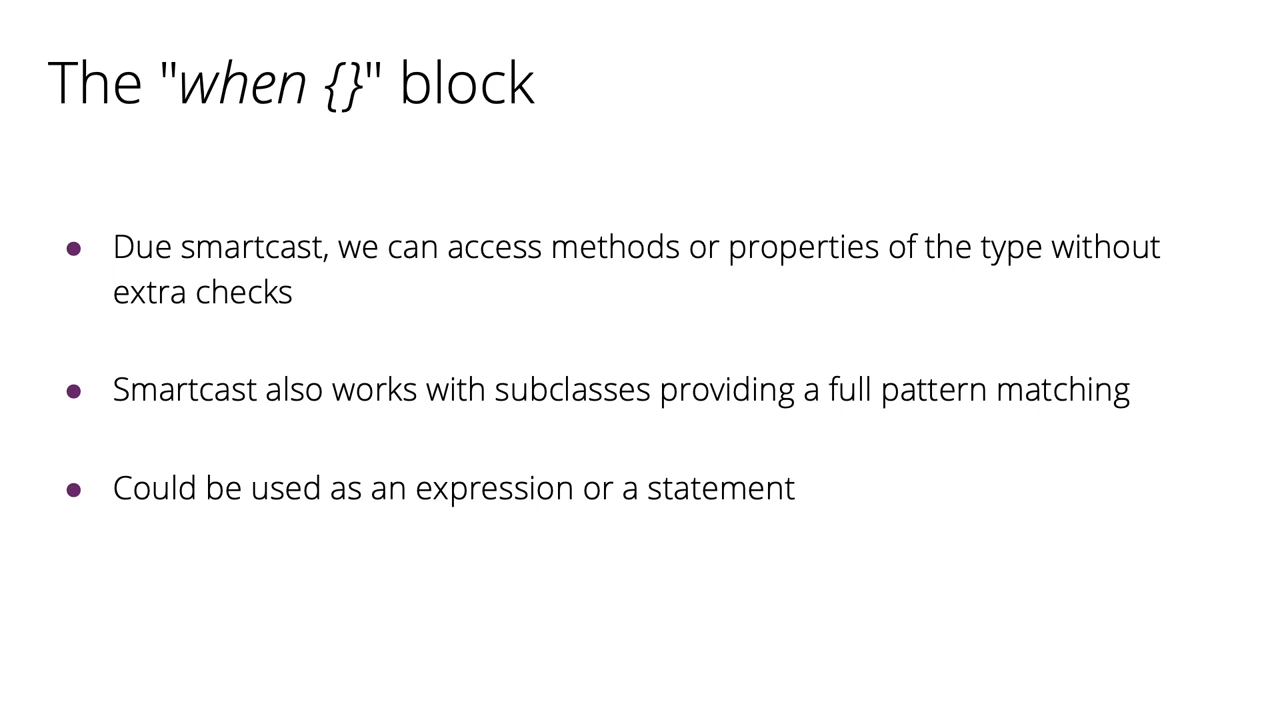 The "when {}" block
● Due smartcast, we can access methods or properties of the type without
extra checks
● Smartcast also works with subclasses providing a full pattern matching
● Could be used as an expression or a statement